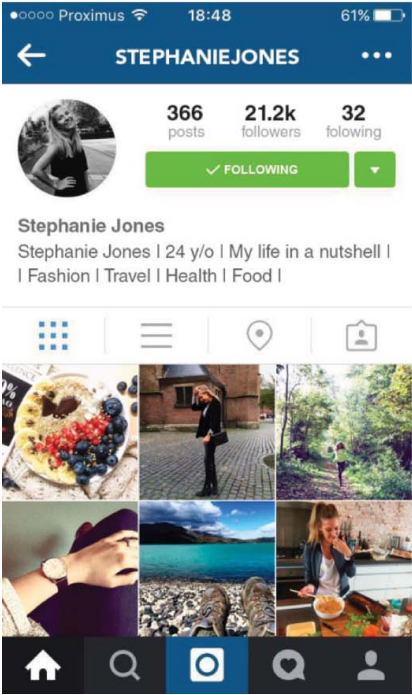 ●○○○○ Proximus 18:48 61%
STEPHANIEJONES
366 21.2k 32
posts followers folowing
FOLLOWING
Stephanie Jones
Stephanie Jones | 24 y/o | My life in a nutshell |
| Fashion | Travel | Health | Food |